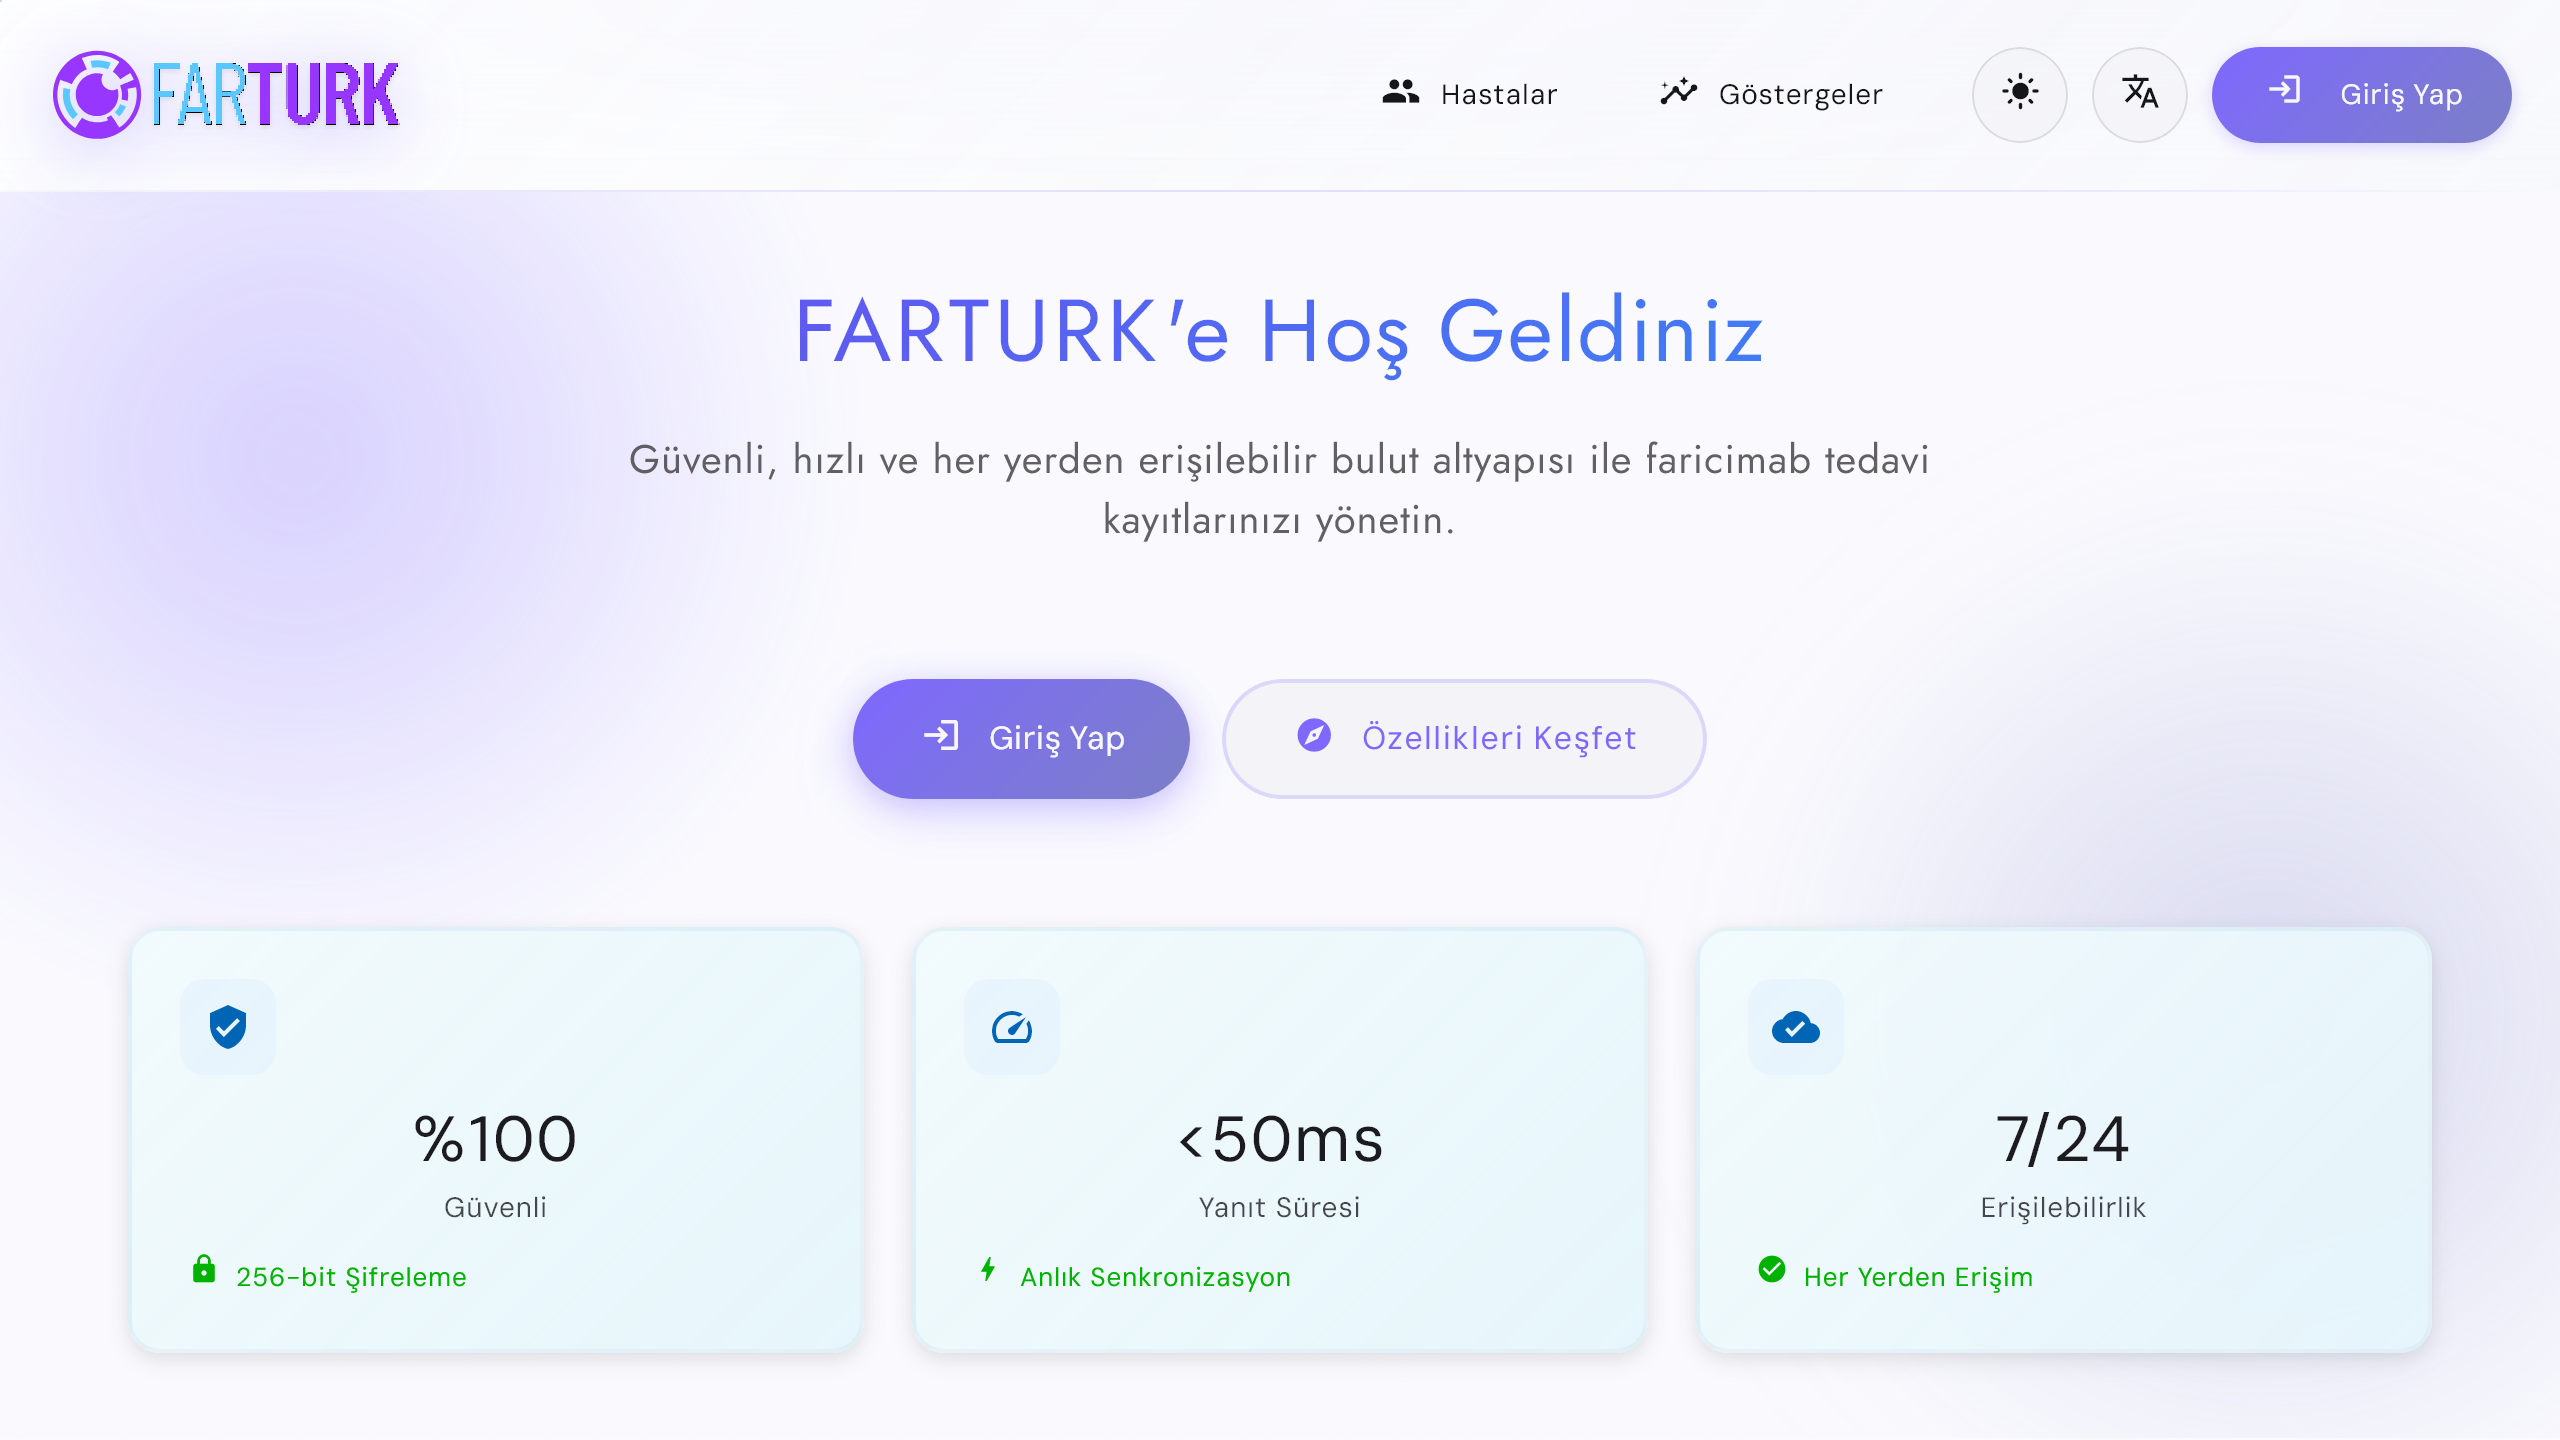 FARTURK
Hastalar
Göstergeler
Giriş Yap
FARTURK'e Hoş Geldiniz
Güvenli, hızlı ve her yerden erişilebilir bulut altyapısı ile faricimab tedavi
kayıtlarınızı yönetin.
Giriş Yap
Özellikleri Keşfet
%100
Güvenli
256-bit Şifreleme
<50ms
Yanıt Süresi
Anlık Senkronizasyon
7/24
Erişilebilirlik
Her Yerden Erişim